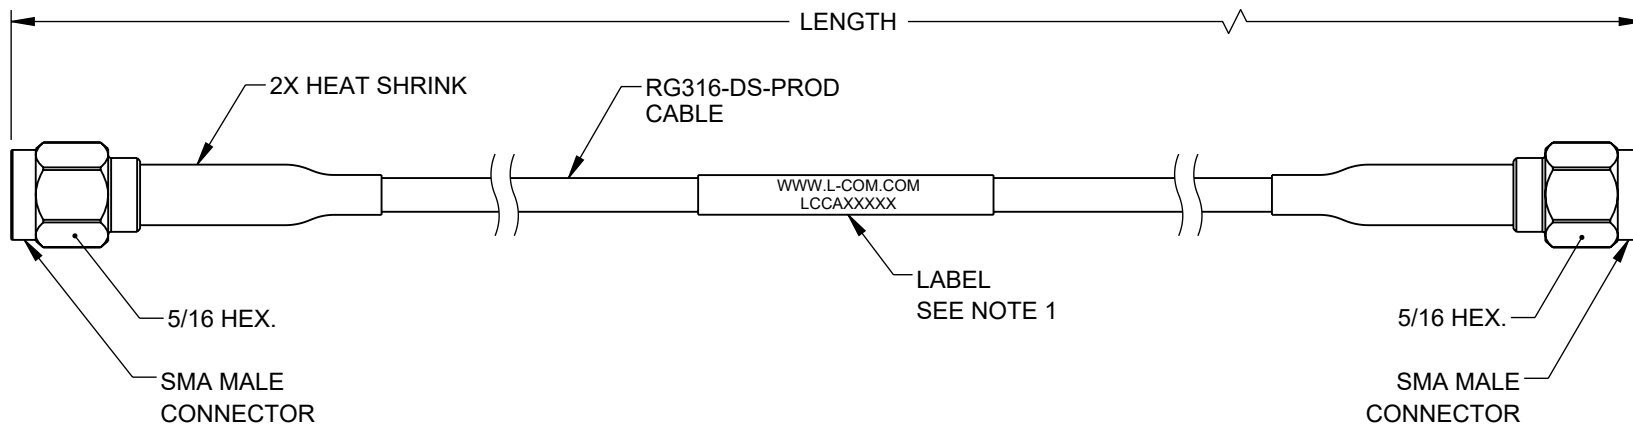 LENGTH
2X HEAT SHRINK
RG316-DS-PROD
CABLE
WWW.L-COM.COM
LCCAXXXXX
LABEL
SEE NOTE 1
5/16 HEX.
5/16 HEX.
SMA MALE
CONNECTOR
SMA MALE
CONNECTOR